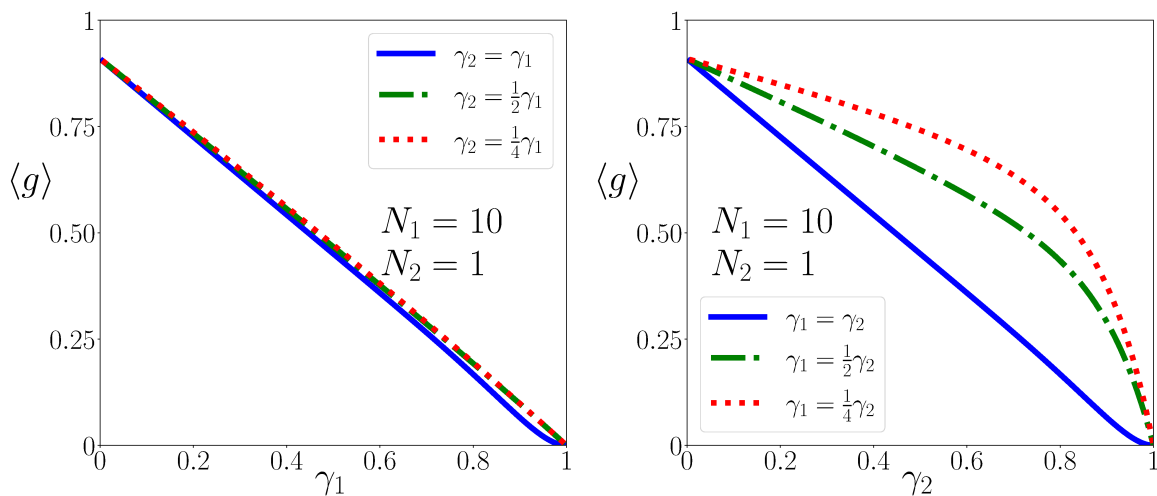 1
0.75
0.50
0.25
0
⟨g⟩
γ₂ = γ₁
γ₂ = ½γ₁
γ₂ = ¼γ₁
N₁ = 10
N₂ = 1
0 0.2 0.4 0.6 0.8 1
γ₁
1
0.75
0.50
0.25
0
⟨g⟩
N₁ = 10
N₂ = 1
γ₁ = γ₂
γ₁ = ½γ₂
γ₁ = ¼γ₂
0 0.2 0.4 0.6 0.8 1
γ₂